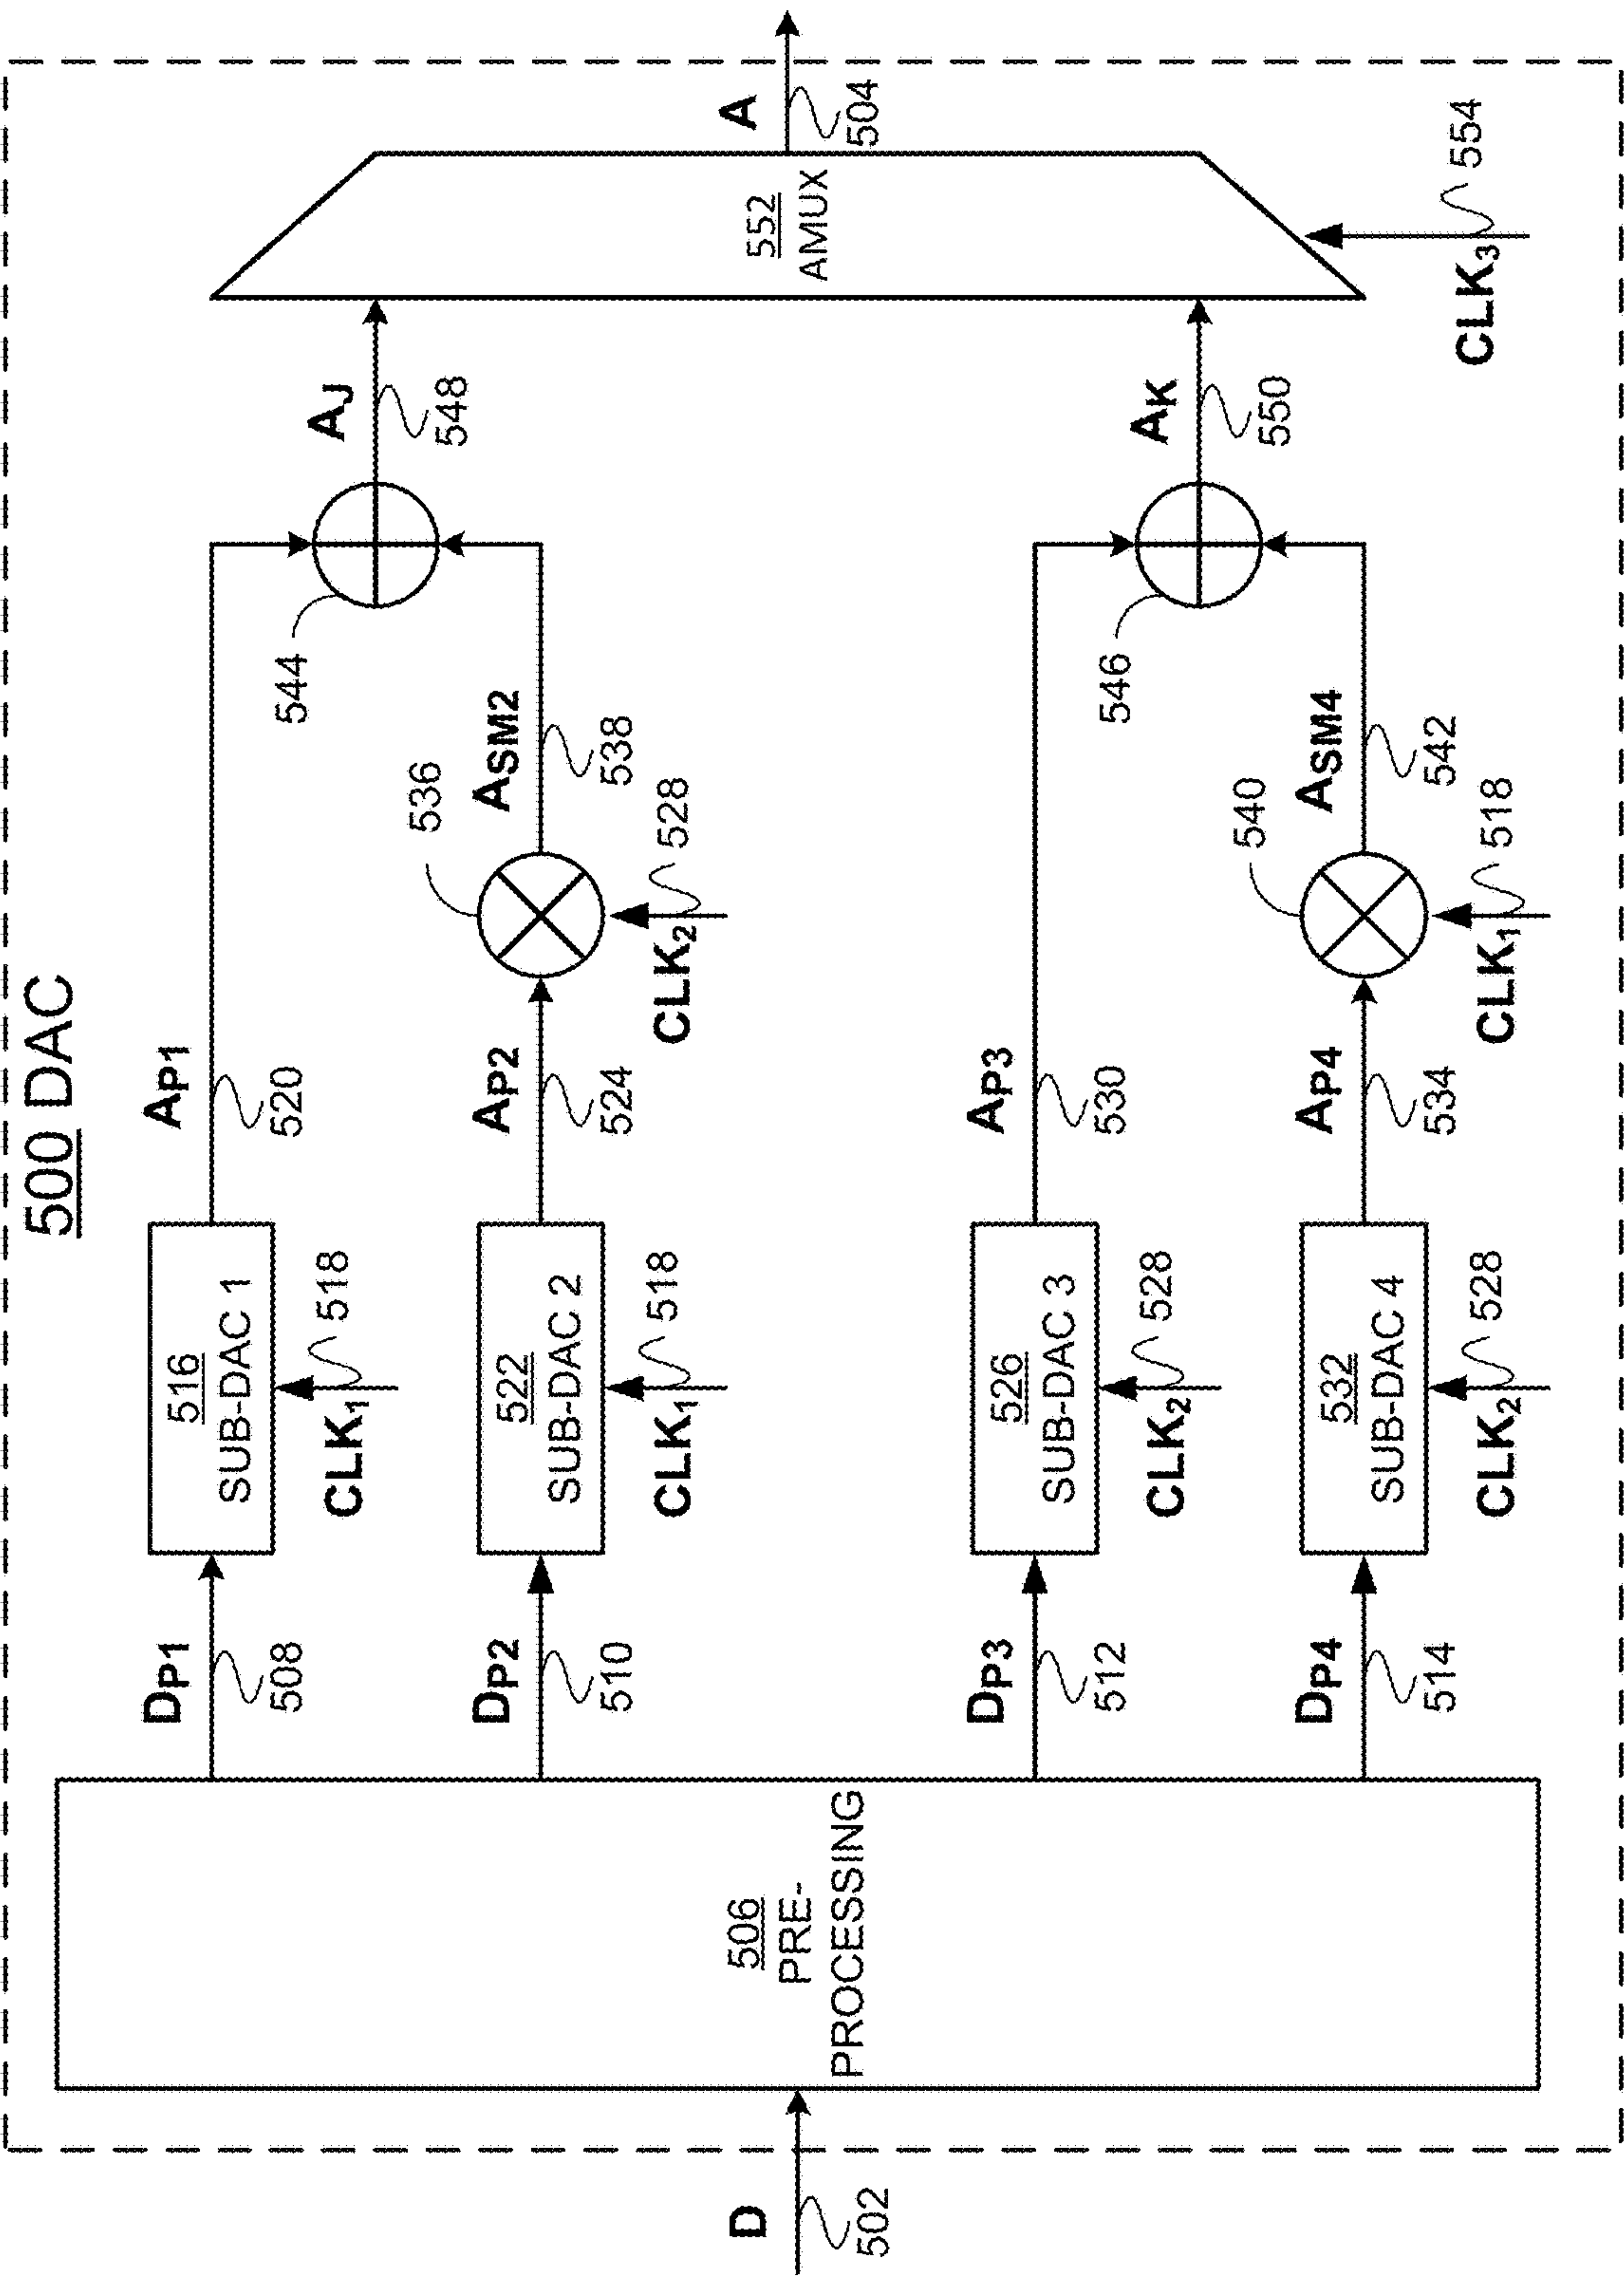 500 DAC
D
502
506
PRE-
PROCESSING
DP1
508
516
SUB-DAC 1
CLK1
518
AP1
520
544
AJ
548
DP2
510
522
SUB-DAC 2
CLK1
518
AP2
524
536
CLK2
528
ASM2
538
DP3
512
526
SUB-DAC 3
CLK2
528
AP3
530
546
AK
550
DP4
514
532
SUB-DAC 4
CLK2
528
AP4
534
540
CLK1
518
ASM4
542
552
AMUX
CLK3
554
A
504